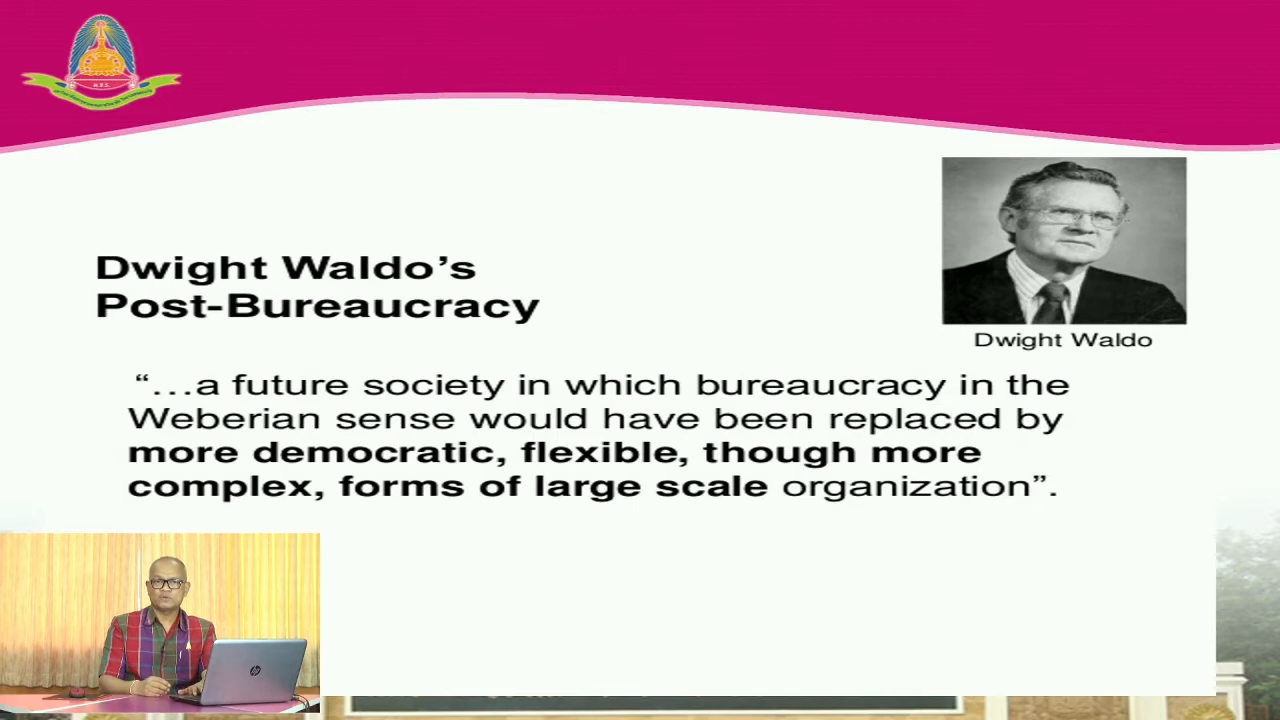 Dwight Waldo's
Post-Bureaucracy
Dwight Waldo
“…a future society in which bureaucracy in the
Weberian sense would have been replaced by
more democratic, flexible, though more
complex, forms of large scale organization”.
hp